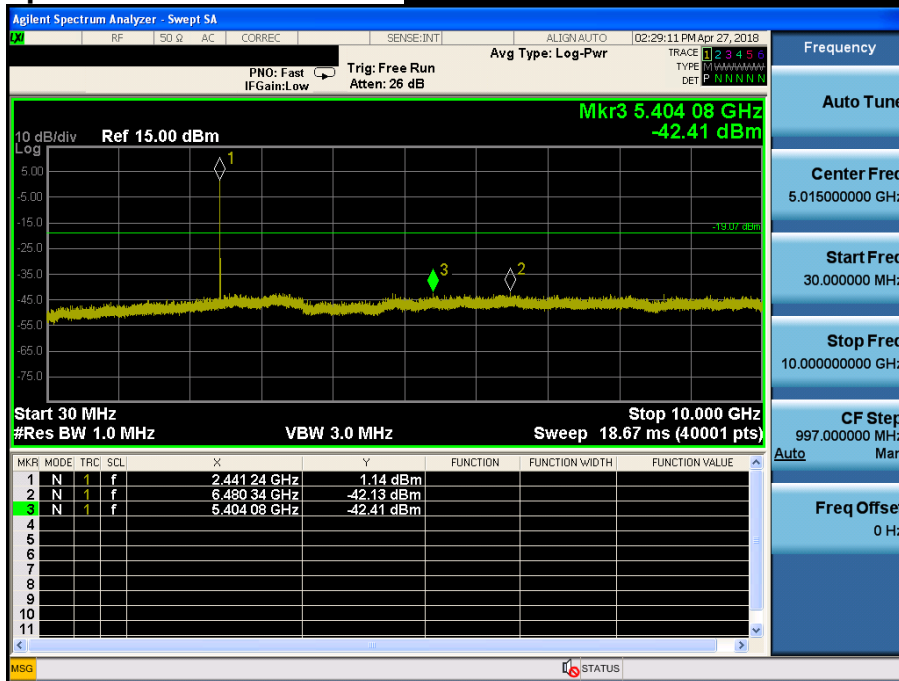 Agilent Spectrum Analyzer - Swept SA
LXI RF 50 Ω AC CORREC SENSE:INT ALIGNAUTO 02:29:11 PM Apr 27, 2018
Avg Type: Log-Pwr TRACE 1 2 3 4 5 6
PNO: Fast Trig: Free Run TYPE M WWWWW
IFGain:Low Atten: 26 dB DET P N N N N N
Mkr3 5.404 08 GHz
10 dB/div Ref 15.00 dBm -42.41 dBm
Log
5.00
-5.00
-15.0
-25.0
-35.0
-45.0
-55.0
-65.0
-75.0
1
-19.07 dBm
3 2
Start 30 MHz Stop 10.000 GHz
#Res BW 1.0 MHz VBW 3.0 MHz Sweep 18.67 ms (40001 pts)
MKR MODE TRC SCL X Y FUNCTION FUNCTION WIDTH FUNCTION VALUE
1 N 1 f 2.441 24 GHz 1.14 dBm
2 N 1 f 6.480 34 GHz -42.13 dBm
3 N 1 f 5.404 08 GHz -42.41 dBm
4
5
6
7
8
9
10
11
MSG STATUS
Frequency
Auto Tune
Center Freq
5.015000000 GHz
Start Freq
30.000000 MHz
Stop Freq
10.000000000 GHz
CF Step
997.000000 MHz
Auto Man
Freq Offset
0 Hz